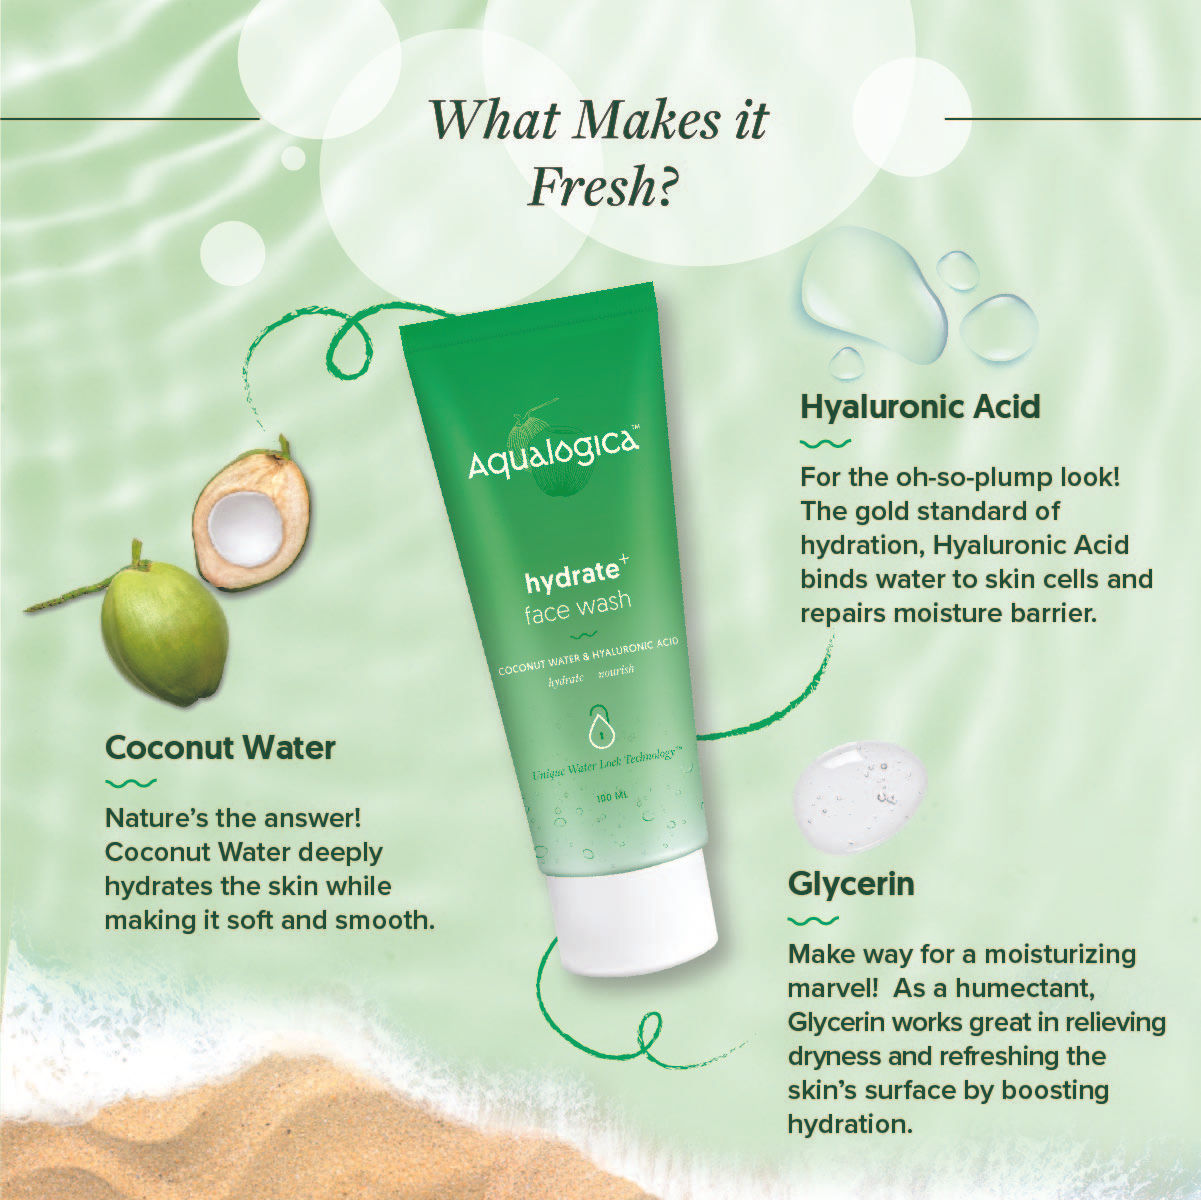 What Makes it
Fresh?
Aqualogica™
hydrate+
face wash
COCONUT WATER & HYALURONIC ACID
hydrate nourish
1
Unique Water Lock Technology™
100 ML
Hyaluronic Acid
For the oh-so-plump look!
The gold standard of
hydration, Hyaluronic Acid
binds water to skin cells and
repairs moisture barrier.
Coconut Water
Nature's the answer!
Coconut Water deeply
hydrates the skin while
making it soft and smooth.
Glycerin
Make way for a moisturizing
marvel!  As a humectant,
Glycerin works great in relieving
dryness and refreshing the
skin's surface by boosting
hydration.